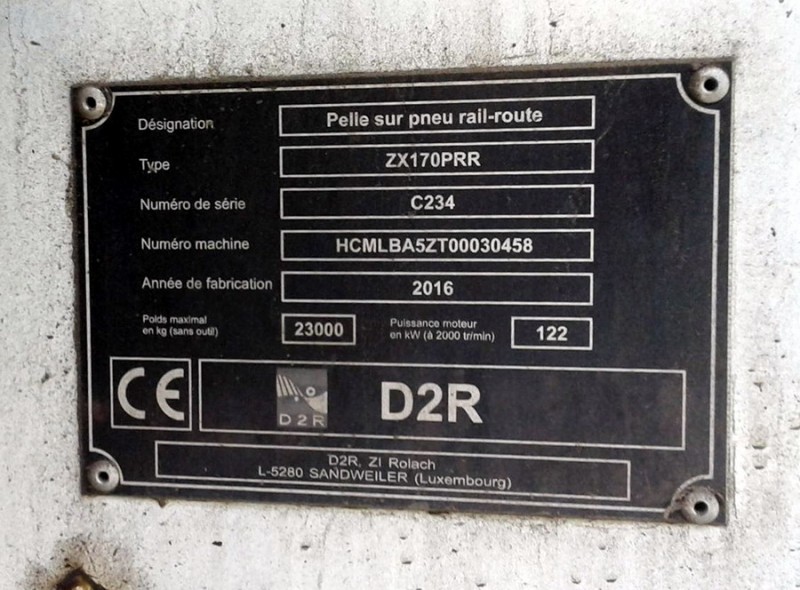 Désignation Pelle sur pneu rail-route
Type ZX170PRR
Numéro de série C234
Numéro machine HCMLBA5ZT00030458
Année de fabrication 2016
Poids maximal
en kg (sans outil) 23000
Puissance moteur
en kW (à 2000 tr/min) 122
CE
D2R
D2R
D2R, ZI Rolach
L-5280 SANDWEILER (Luxembourg)